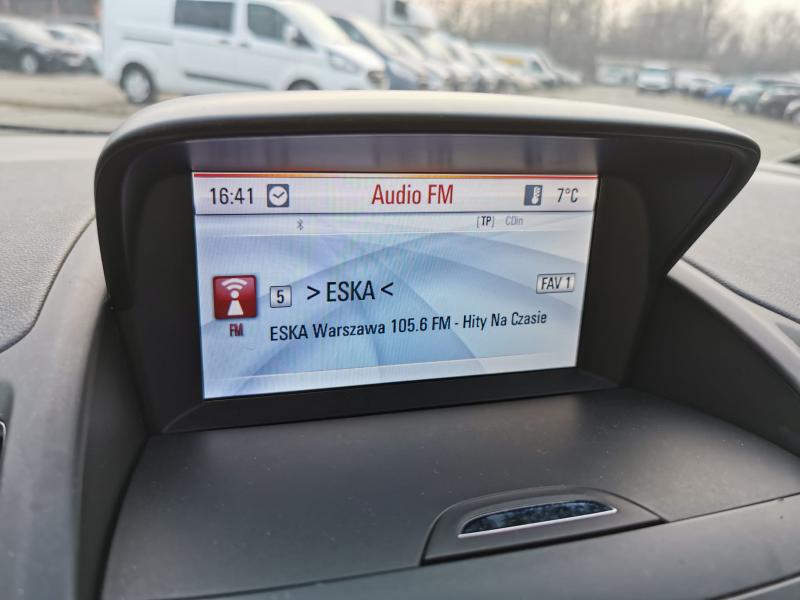 16:41 Audio FM 7°C
[TP] CDin
5 >ESKA< FAV 1
FM
ESKA Warszawa 105.6 FM - Hity Na Czasie